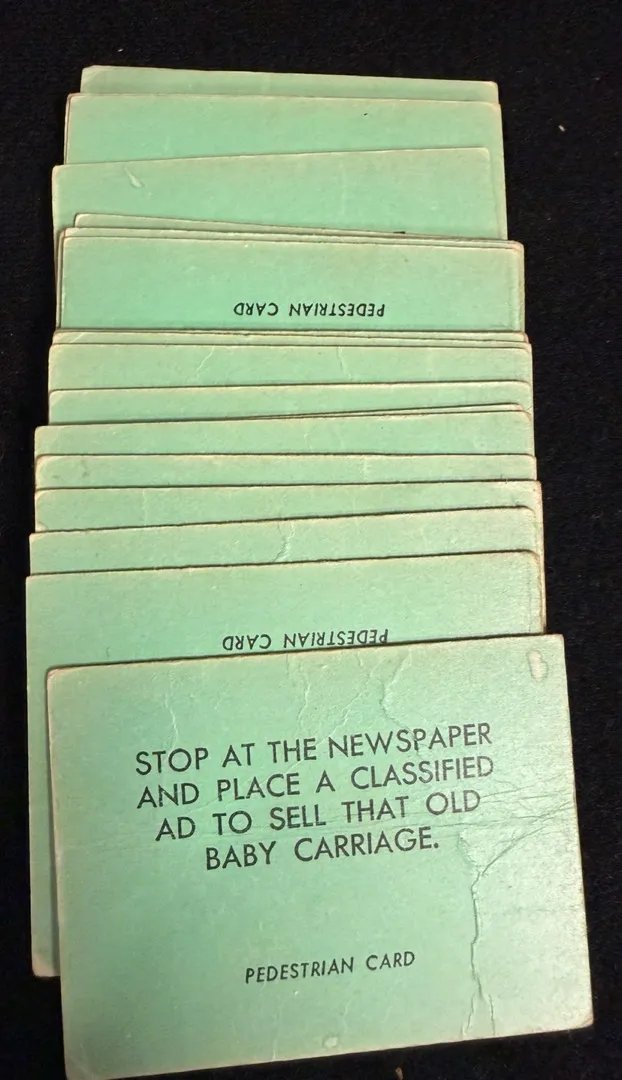 PEDESTRIAN CARD
PEDESTRIAN CARD
STOP AT THE NEWSPAPER
AND PLACE A CLASSIFIED
AD TO SELL THAT OLD
BABY CARRIAGE.
PEDESTRIAN CARD